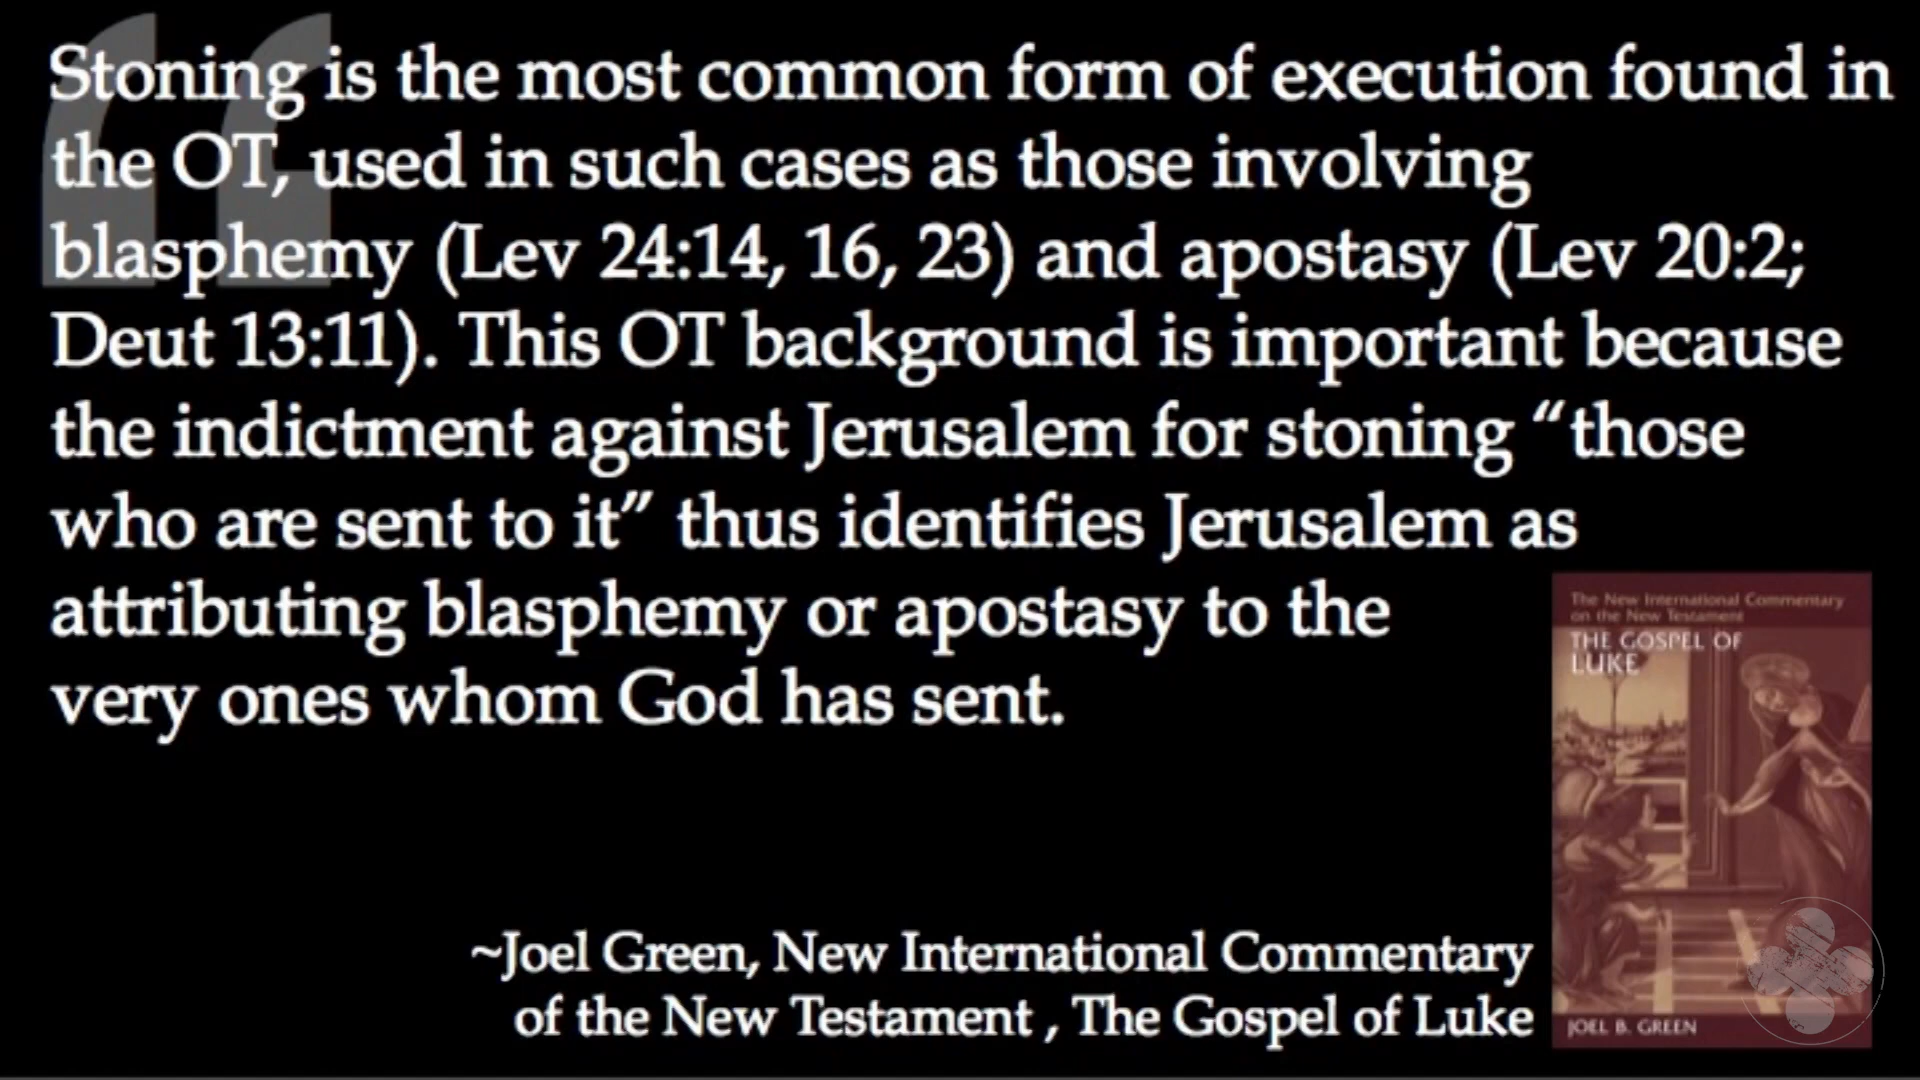 Stoning is the most common form of execution found in
the OT, used in such cases as those involving
blasphemy (Lev 24:14, 16, 23) and apostasy (Lev 20:2;
Deut 13:11). This OT background is important because
the indictment against Jerusalem for stoning “those
who are sent to it” thus identifies Jerusalem as
attributing blasphemy or apostasy to the
very ones whom God has sent.
~Joel Green, New International Commentary
of the New Testament , The Gospel of Luke
The New International Commentary
on the New Testament
THE GOSPEL OF
LUKE
JOEL B. GREEN